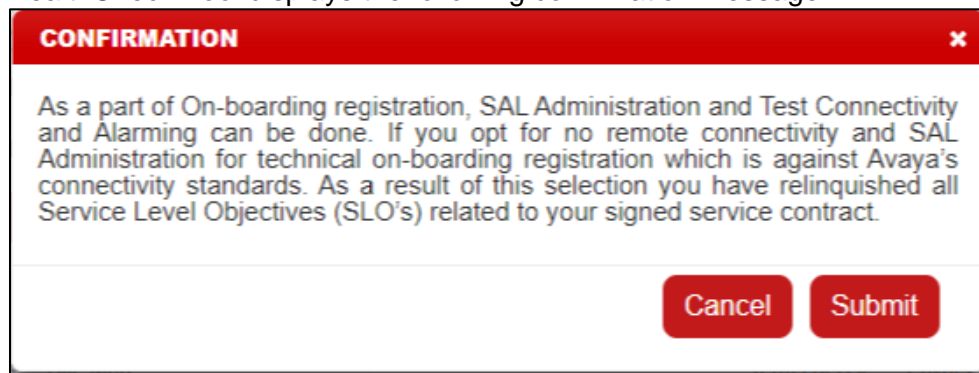 CONFIRMATION ×
As a part of On-boarding registration, SAL Administration and Test Connectivity
and Alarming can be done. If you opt for no remote connectivity and SAL
Administration for technical on-boarding registration which is against Avaya's
connectivity standards. As a result of this selection you have relinquished all
Service Level Objectives (SLO's) related to your signed service contract.
Cancel Submit